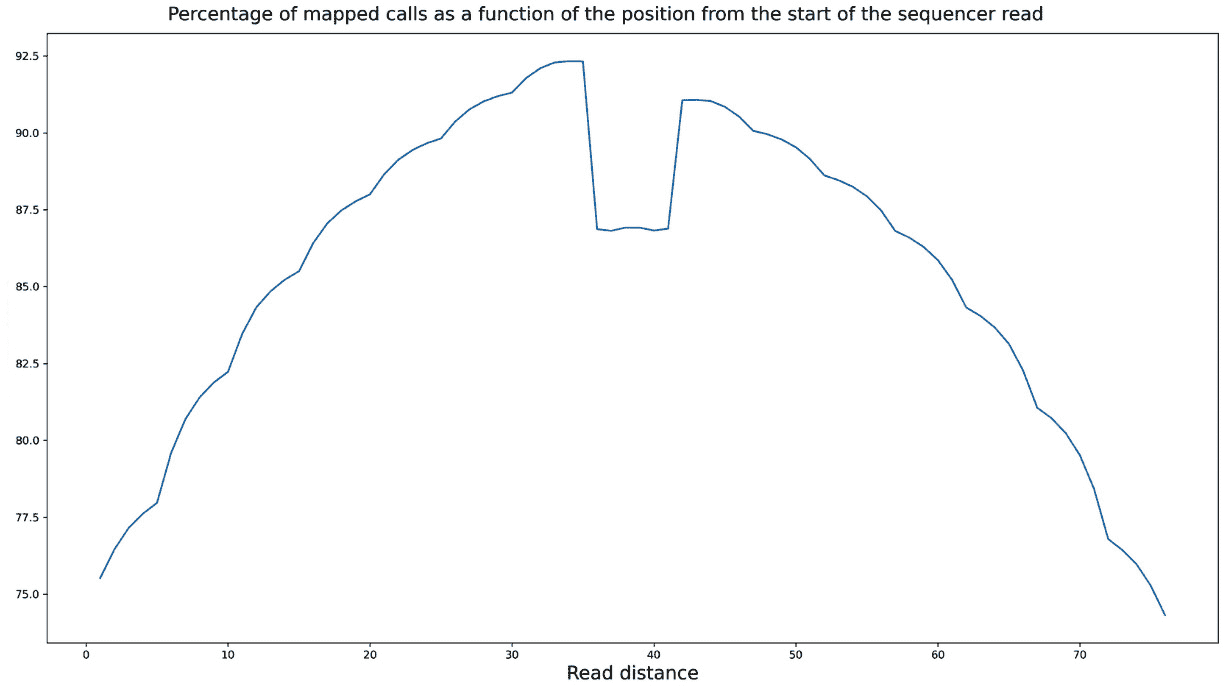 Percentage of mapped calls as a function of the position from the start of the sequencer read
92.5
90.0
87.5
85.0
82.5
80.0
77.5
75.0
0 10 20 30 40 50 60 70
Read distance